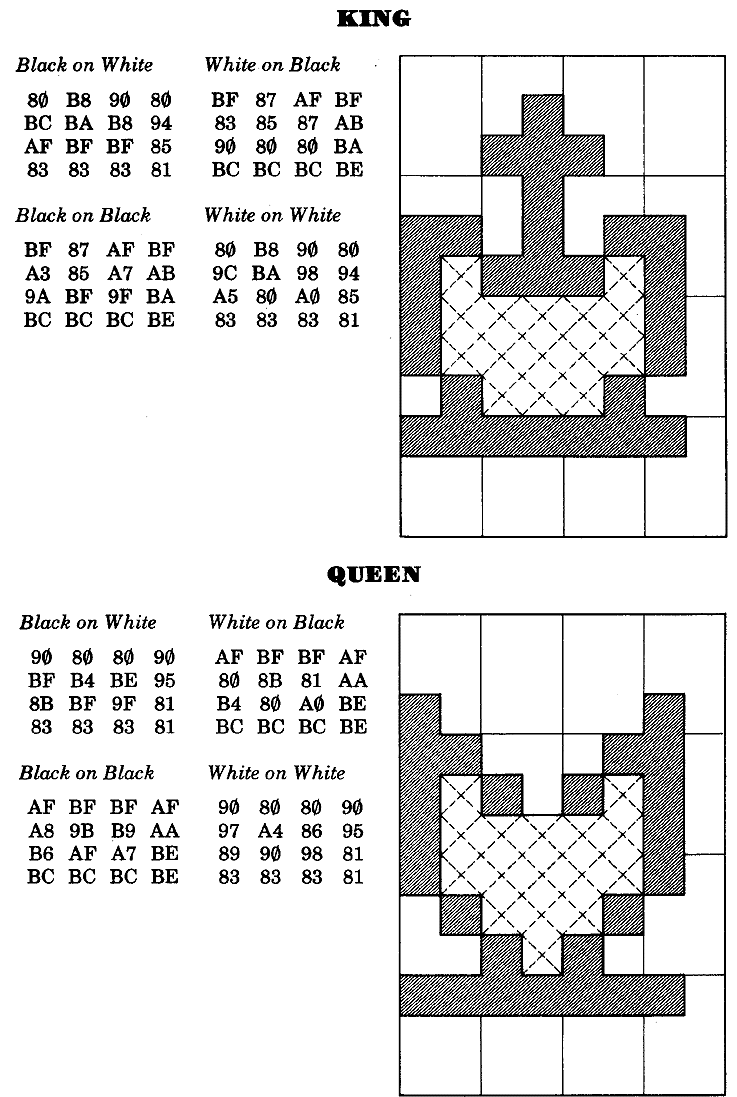 KING
Black on White
8Ø B8 9Ø 8Ø
BC BA B8 94
AF BF BF 85
83 83 83 81
White on Black
BF 87 AF BF
83 85 87 AB
9Ø 8Ø 8Ø BA
BC BC BC BE
Black on Black
BF 87 AF BF
A3 85 A7 AB
9A BF 9F BA
BC BC BC BE
White on White
8Ø B8 9Ø 8Ø
9C BA 98 94
A5 8Ø AØ 85
83 83 83 81
QUEEN
Black on White
9Ø 8Ø 8Ø 9Ø
BF B4 BE 95
8B BF 9F 81
83 83 83 81
White on Black
AF BF BF AF
8Ø 8B 81 AA
B4 8Ø AØ BE
BC BC BC BE
Black on Black
AF BF BF AF
A8 9B B9 AA
B6 AF A7 BE
BC BC BC BE
White on White
9Ø 8Ø 8Ø 9Ø
97 A4 86 95
89 9Ø 98 81
83 83 83 81